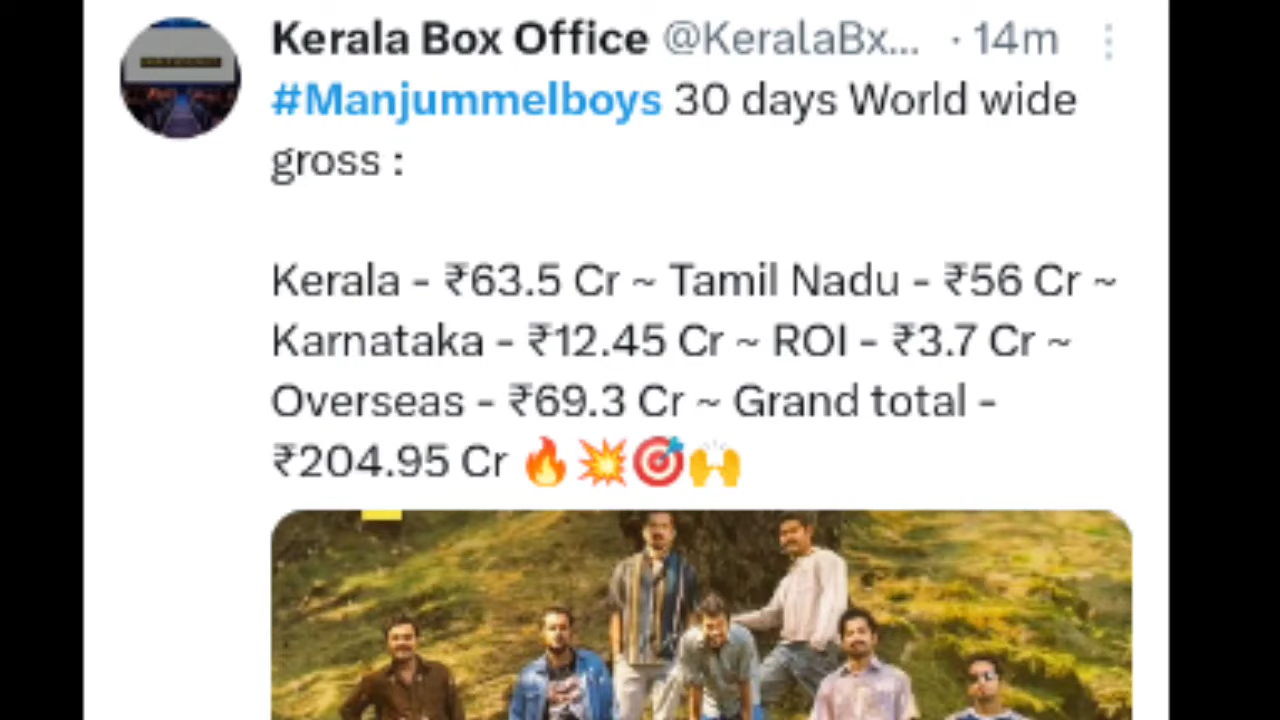 Kerala Box Office @KeralaBx... · 14m
#Manjummelboys 30 days World wide
gross :
Kerala - ₹63.5 Cr ~ Tamil Nadu - ₹56 Cr ~
Karnataka - ₹12.45 Cr ~ ROI - ₹3.7 Cr ~
Overseas - ₹69.3 Cr ~ Grand total -
₹204.95 Cr 🔥💥🎯🙌